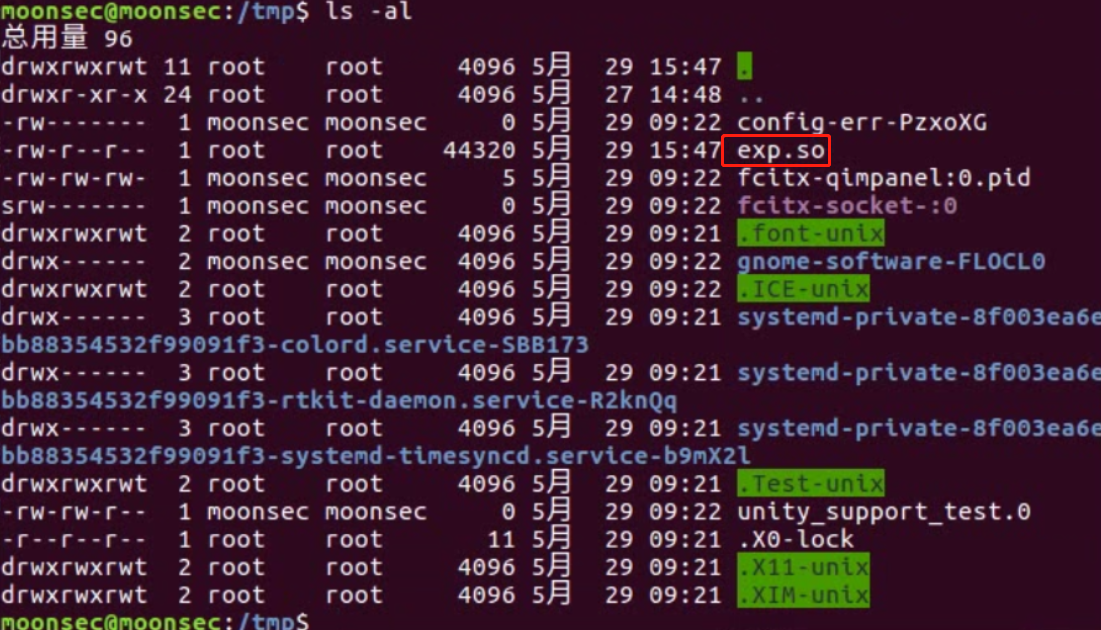 moonsec@moonsec:/tmp$ ls -al
总用量 96
drwxrwxrwt 11 root    root     4096 5月  29 15:47 .
drwxr-xr-x 24 root    root     4096 5月  27 14:48 ..
-rw-------  1 moonsec moonsec     0 5月  29 09:22 config-err-PzxoXG
-rw-r--r--  1 root    root    44320 5月  29 15:47 exp.so
-rw-rw-rw-  1 moonsec moonsec     5 5月  29 09:22 fcitx-qimpanel:0.pid
srw-------  1 moonsec moonsec     0 5月  29 09:22 fcitx-socket-:0
drwxrwxrwt  2 root    root     4096 5月  29 09:21 .font-unix
drwx------  2 moonsec moonsec  4096 5月  29 09:22 gnome-software-FLOCL0
drwxrwxrwt  2 root    root     4096 5月  29 09:22 .ICE-unix
drwx------  3 root    root     4096 5月  29 09:21 systemd-private-8f003ea6e
bb88354532f99091f3-colord.service-SBB173
drwx------  3 root    root     4096 5月  29 09:21 systemd-private-8f003ea6e
bb88354532f99091f3-rtkit-daemon.service-R2knQq
drwx------  3 root    root     4096 5月  29 09:21 systemd-private-8f003ea6e
bb88354532f99091f3-systemd-timesyncd.service-b9mX2l
drwxrwxrwt  2 root    root     4096 5月  29 09:21 .Test-unix
-rw-rw-r--  1 moonsec moonsec     0 5月  29 09:21 unity_support_test.0
-r--r--r--  1 root    root       11 5月  29 09:21 .X0-lock
drwxrwxrwt  2 root    root     4096 5月  29 09:21 .X11-unix
drwxrwxrwt  2 root    root     4096 5月  29 09:21 .XIM-unix
moonsec@moonsec:/tmp$